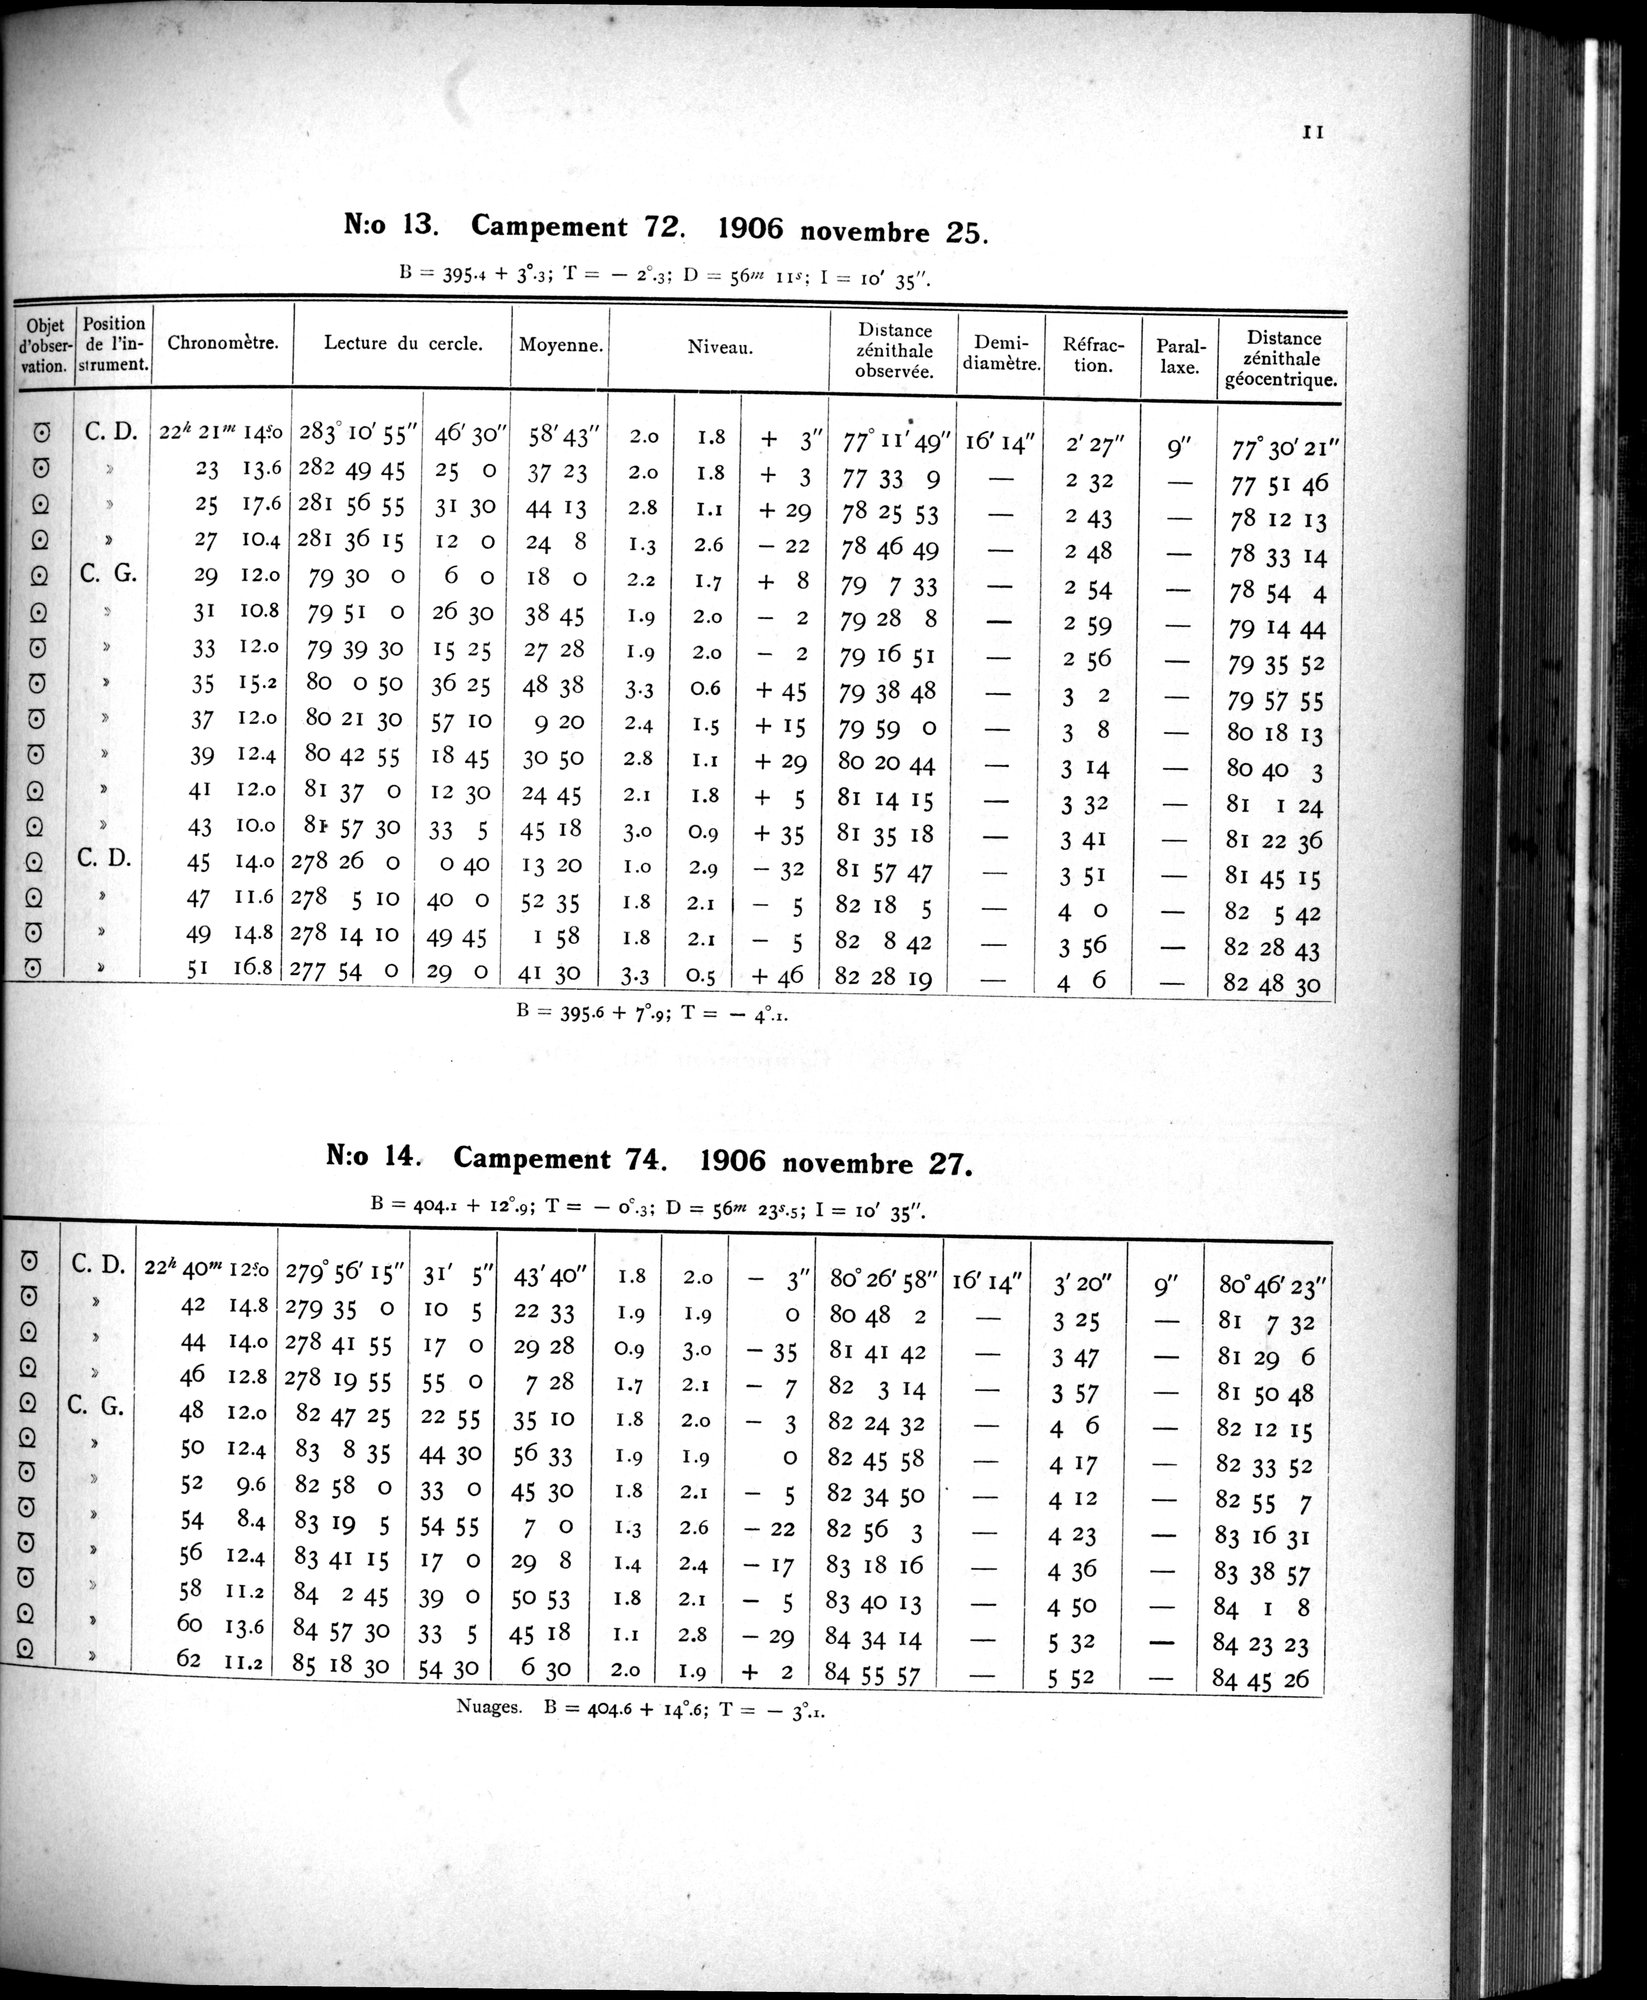 11
N:o 13. Campement 72. 1906 novembre 25.
B = 395.4 + 3°.3; T = — 2°.3; D = 56m 11s; I = 10′ 35″.
Objet d'obser-vation. Position de l'in-strument. Chronomètre. Lecture du cercle. Moyenne. Niveau. Distance zénithale observée. Demi-diamètre. Réfrac-tion. Paral-laxe. Distance zénithale géocentrique.
C. D. 22h 21m 14s.0 283° 10′ 55″ 46′ 30″ 58′ 43″ 2.0 1.8 + 3″ 77° 11′ 49″ 16′ 14″ 2′ 27″ 9″ 77° 30′ 21″
» 23 13.6 282 49 45 25 0 37 23 2.0 1.8 + 3 77 33 9 — 2 32 — 77 51 46
» 25 17.6 281 56 55 31 30 44 13 2.8 1.1 + 29 78 25 53 — 2 43 — 78 12 13
» 27 10.4 281 36 15 12 0 24 8 1.3 2.6 — 22 78 46 49 — 2 48 — 78 33 14
C. G. 29 12.0 79 30 0 6 0 18 0 2.2 1.7 + 8 79 7 33 — 2 54 — 78 54 4
» 31 10.8 79 51 0 26 30 38 45 1.9 2.0 — 2 79 28 8 — 2 59 — 79 14 44
» 33 12.0 79 39 30 15 25 27 28 1.9 2.0 — 2 79 16 51 — 2 56 — 79 35 52
» 35 15.2 80 0 50 36 25 48 38 3.3 0.6 + 45 79 38 48 — 3 2 — 79 57 55
» 37 12.0 80 21 30 57 10 9 20 2.4 1.5 + 15 79 59 0 — 3 8 — 80 18 13
» 39 12.4 80 42 55 18 45 30 50 2.8 1.1 + 29 80 20 44 — 3 14 — 80 40 3
» 41 12.0 81 37 0 12 30 24 45 2.1 1.8 + 5 81 14 15 — 3 32 — 81 1 24
» 43 10.0 81 57 30 33 5 45 18 3.0 0.9 + 35 81 35 18 — 3 41 — 81 22 36
C. D. 45 14.0 278 26 0 0 40 13 20 1.0 2.9 — 32 81 57 47 — 3 51 — 81 45 15
» 47 11.6 278 5 10 40 0 52 35 1.8 2.1 — 5 82 18 5 — 4 0 — 82 5 42
» 49 14.8 278 14 10 49 45 1 58 1.8 2.1 — 5 82 8 42 — 3 56 — 82 28 43
» 51 16.8 277 54 0 29 0 41 30 3.3 0.5 + 46 82 28 19 — 4 6 — 82 48 30
B = 395.6 + 7°.9; T = — 4°.1.
N:o 14. Campement 74. 1906 novembre 27.
B = 404.1 + 12°.9; T = — 0°.3; D = 56m 23s.5; I = 10′ 35″.
C. D. 22h 40m 12s.0 279° 56′ 15″ 31′ 5″ 43′ 40″ 1.8 2.0 — 3″ 80° 26′ 58″ 16′ 14″ 3′ 20″ 9″ 80° 46′ 23″
» 42 14.8 279 35 0 10 5 22 33 1.9 1.9 0 80 48 2 — 3 25 — 81 7 32
» 44 14.0 278 41 55 17 0 29 28 0.9 3.0 — 35 81 41 42 — 3 47 — 81 29 6
» 46 12.8 278 19 55 55 0 7 28 1.7 2.1 — 7 82 3 14 — 3 57 — 81 50 48
C. G. 48 12.0 82 47 25 22 55 35 10 1.8 2.0 — 3 82 24 32 — 4 6 — 82 12 15
» 50 12.4 83 8 35 44 30 56 33 1.9 1.9 0 82 45 58 — 4 17 — 82 33 52
» 52 9.6 82 58 0 33 0 45 30 1.8 2.1 — 5 82 34 50 — 4 12 — 82 55 7
» 54 8.4 83 19 5 54 55 7 0 1.3 2.6 — 22 82 56 3 — 4 23 — 83 16 31
» 56 12.4 83 41 15 17 0 29 8 1.4 2.4 — 17 83 18 16 — 4 36 — 83 38 57
» 58 11.2 84 2 45 39 0 50 53 1.8 2.1 — 5 83 40 13 — 4 50 — 84 1 8
» 60 13.6 84 57 30 33 5 45 18 1.1 2.8 — 29 84 34 14 — 5 32 — 84 23 23
» 62 11.2 85 18 30 54 30 6 30 2.0 1.9 + 2 84 55 57 — 5 52 — 84 45 26
Nuages. B = 404.6 + 14°.6; T = — 3°.1.